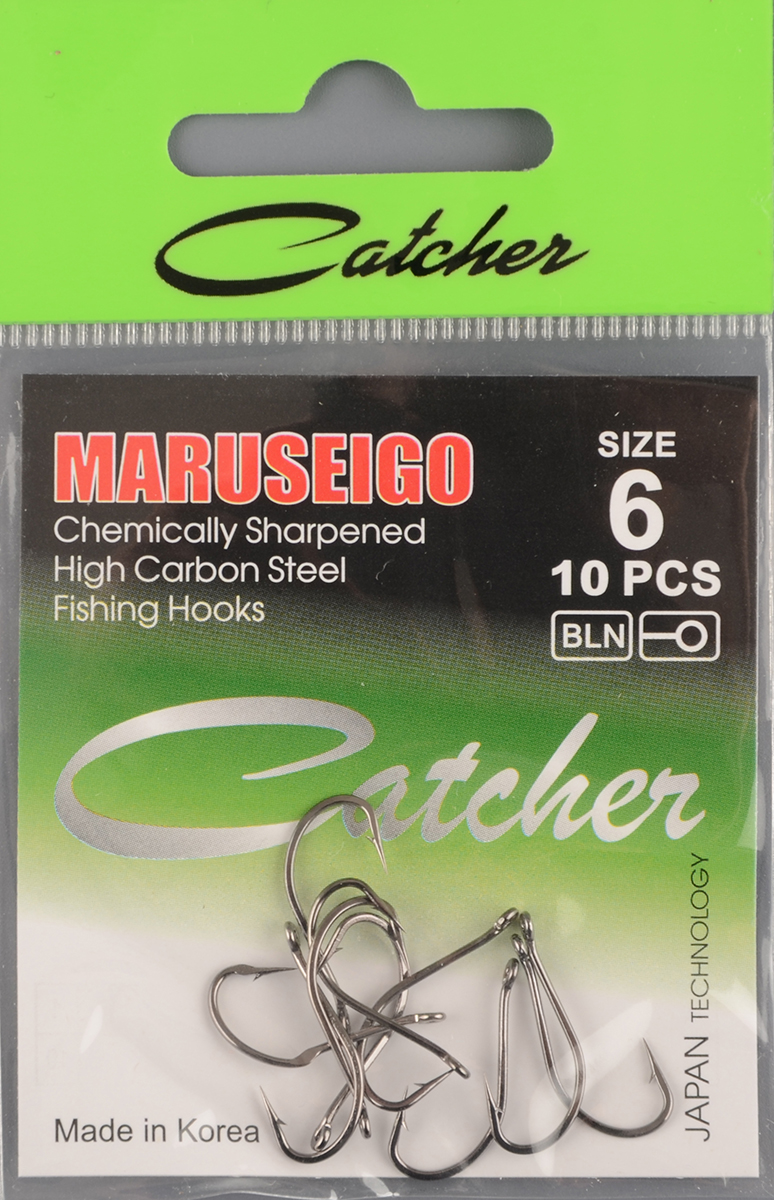 Catcher
MARUSEIGO
Chemically Sharpened
High Carbon Steel
Fishing Hooks
SIZE
6
10 PCS
BLN
Catcher
JAPAN TECHNOLOGY
Made in Korea